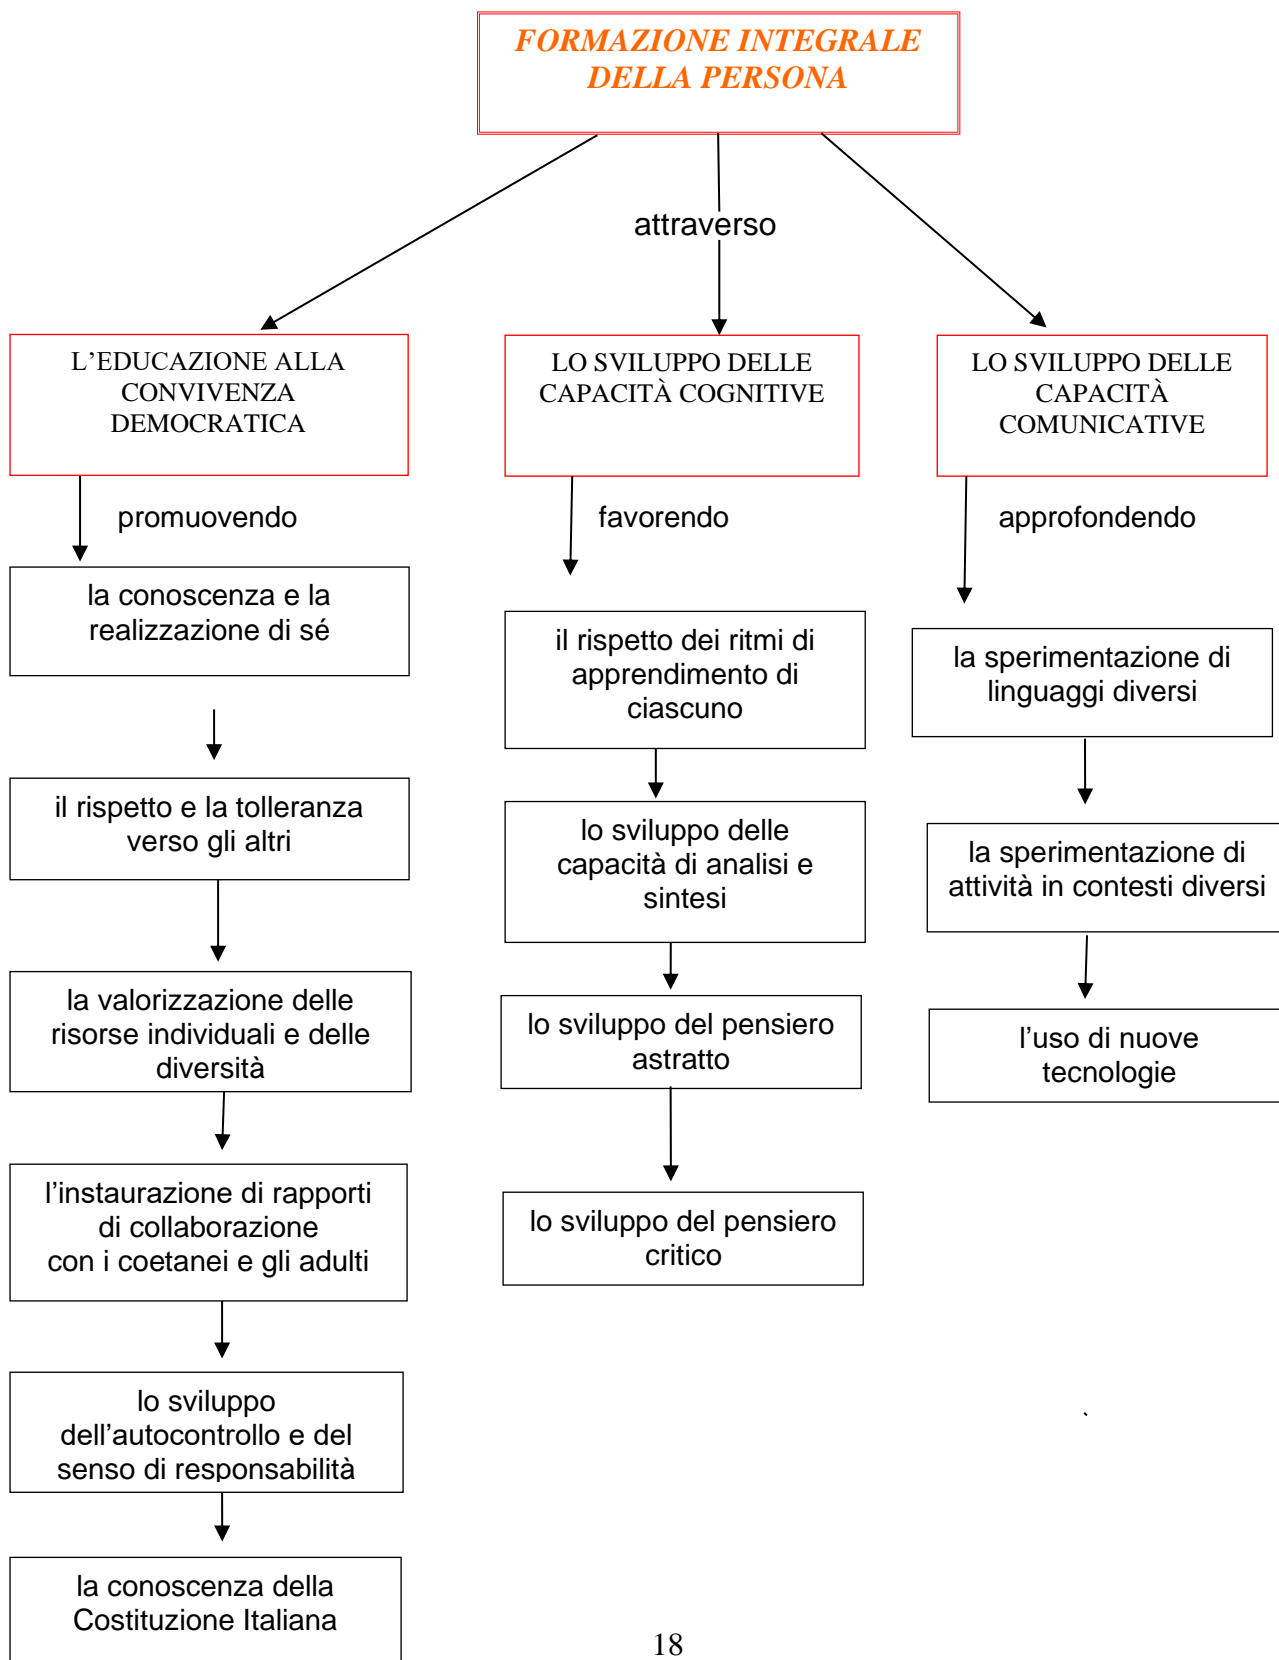 FORMAZIONE INTEGRALE
DELLA PERSONA
attraverso
L’EDUCAZIONE ALLA
CONVIVENZA
DEMOCRATICA
promuovendo
la conoscenza e la
realizzazione di sé
il rispetto e la tolleranza
verso gli altri
la valorizzazione delle
risorse individuali e delle
diversità
l’instaurazione di rapporti
di collaborazione
con i coetanei e gli adulti
lo sviluppo
dell’autocontrollo e del
senso di responsabilità
la conoscenza della
Costituzione Italiana
LO SVILUPPO DELLE
CAPACITÀ COGNITIVE
favorendo
il rispetto dei ritmi di
apprendimento di
ciascuno
lo sviluppo delle
capacità di analisi e
sintesi
lo sviluppo del pensiero
astratto
lo sviluppo del pensiero
critico
LO SVILUPPO DELLE
CAPACITÀ
COMUNICATIVE
approfondendo
la sperimentazione di
linguaggi diversi
la sperimentazione di
attività in contesti diversi
l’uso di nuove
tecnologie
18